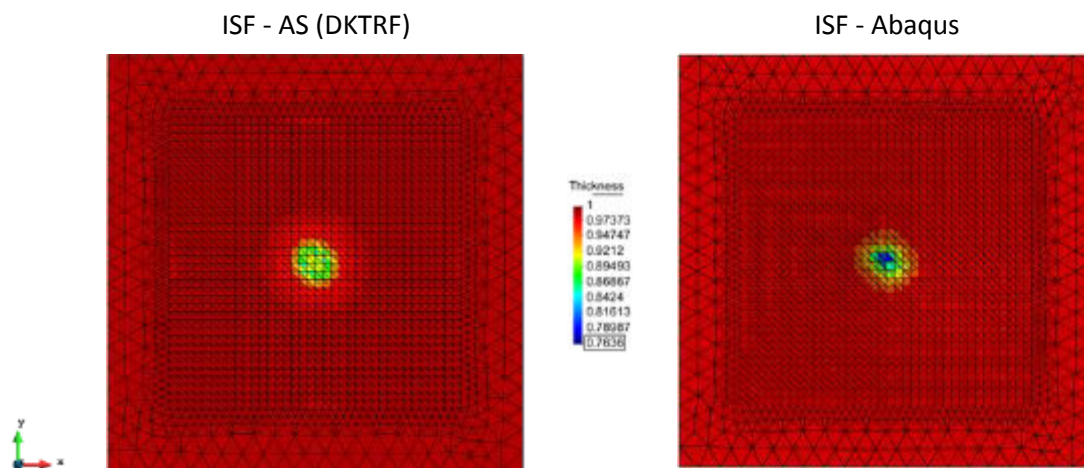 ISF - AS (DKTRF)
ISF - Abaqus
Thickness
1
0.97373
0.94747
0.9212
0.89493
0.86867
0.8424
0.81613
0.78987
0.7636
y
x